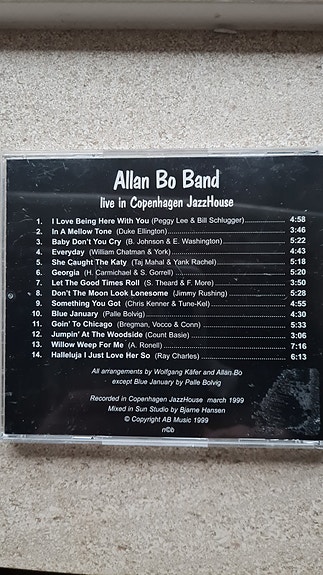 Allan Bo Band
live in Copenhagen JazzHouse
1. I Love Being Here With You (Peggy Lee & Bill Schlugger) 4:58
2. In A Mellow Tone (Duke Ellington) 3:46
3. Baby Don't You Cry (B. Johnson & E. Washington) 5:22
4. Everyday (William Chatman & York) 4:43
5. She Caught The Katy (Taj Mahal & Yank Rachel) 5:18
6. Georgia (H. Carmichael & S. Gorrell) 5:20
7. Let The Good Times Roll (S. Theard & F. More) 3:50
8. Don't The Moon Look Lonesome (Jimmy Rushing) 5:28
9. Something You Got (Chris Kenner & Tune-Kel) 4:55
10. Blue January (Palle Bolvig) 4:30
11. Goin' To Chicago (Bregman, Vocco & Conn) 5:33
12. Jumpin' At The Woodside (Count Basie) 3:06
13. Willow Weep For Me (A. Ronell) 7:16
14. Halleluja I Just Love Her So (Ray Charles) 6:13
All arrangements by Wolfgang Käfer and Allan Bo
except Blue January by Palle Bolvig
Recorded in Copenhagen JazzHouse march 1999
Mixed in Sun Studio by Bjarne Hansen
© Copyright AB Music 1999
n©b